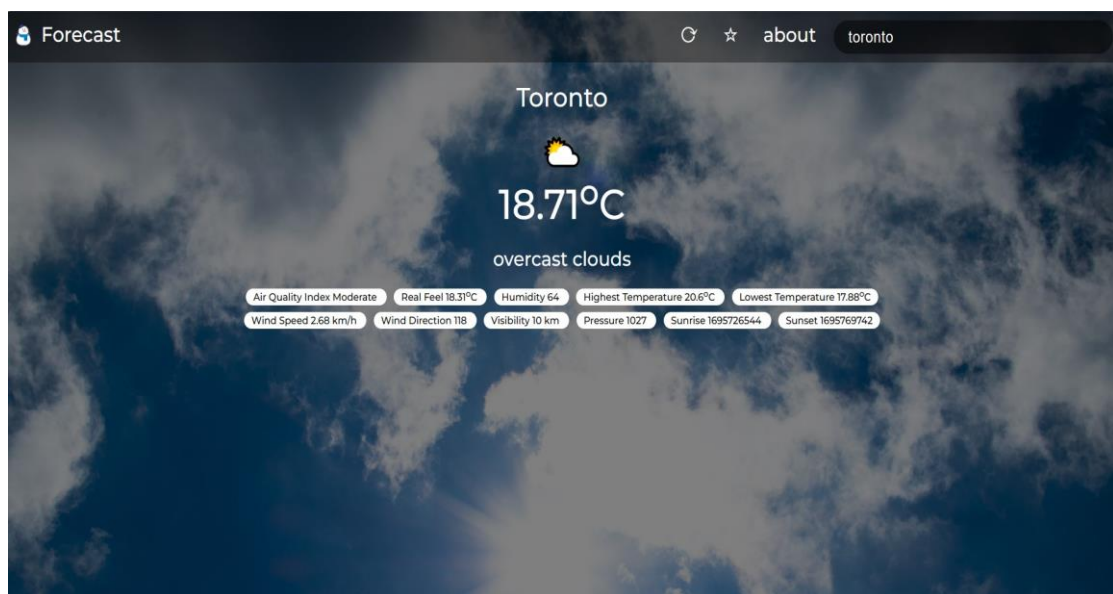 Forecast about toronto
Toronto
18.71°C
overcast clouds
Air Quality Index Moderate Real Feel 18.31°C Humidity 64 Highest Temperature 20.6°C Lowest Temperature 17.88°C
Wind Speed 2.68 km/h Wind Direction 118 Visibility 10 km Pressure 1027 Sunrise 1695726544 Sunset 1695769742